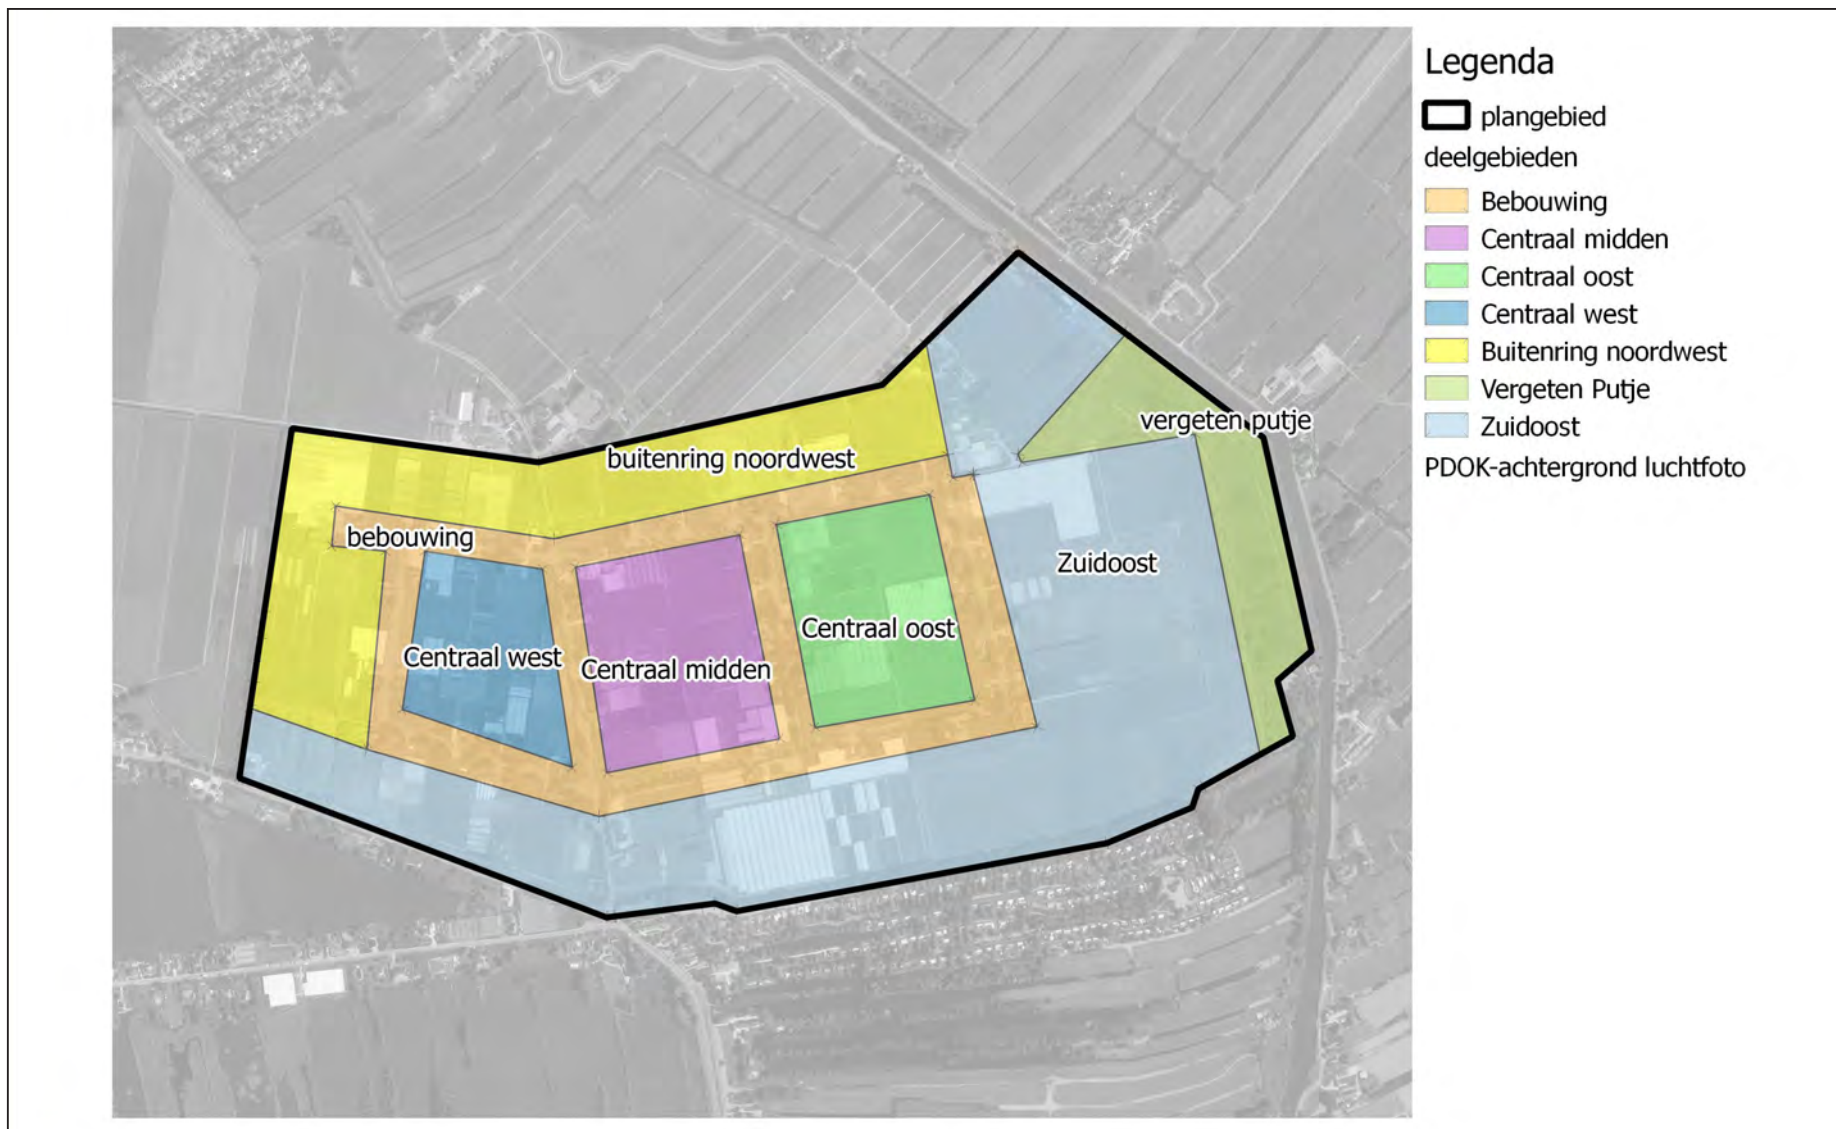 Legenda
plangebied
deelgebieden
Bebouwing
Centraal midden
Centraal oost
Centraal west
Buitenring noordwest
Vergeten Putje
Zuidoost
PDOK-achtergrond luchtfoto
vergeten putje
buitenring noordwest
bebouwing
Zuidoost
Centraal oost
Centraal west
Centraal midden